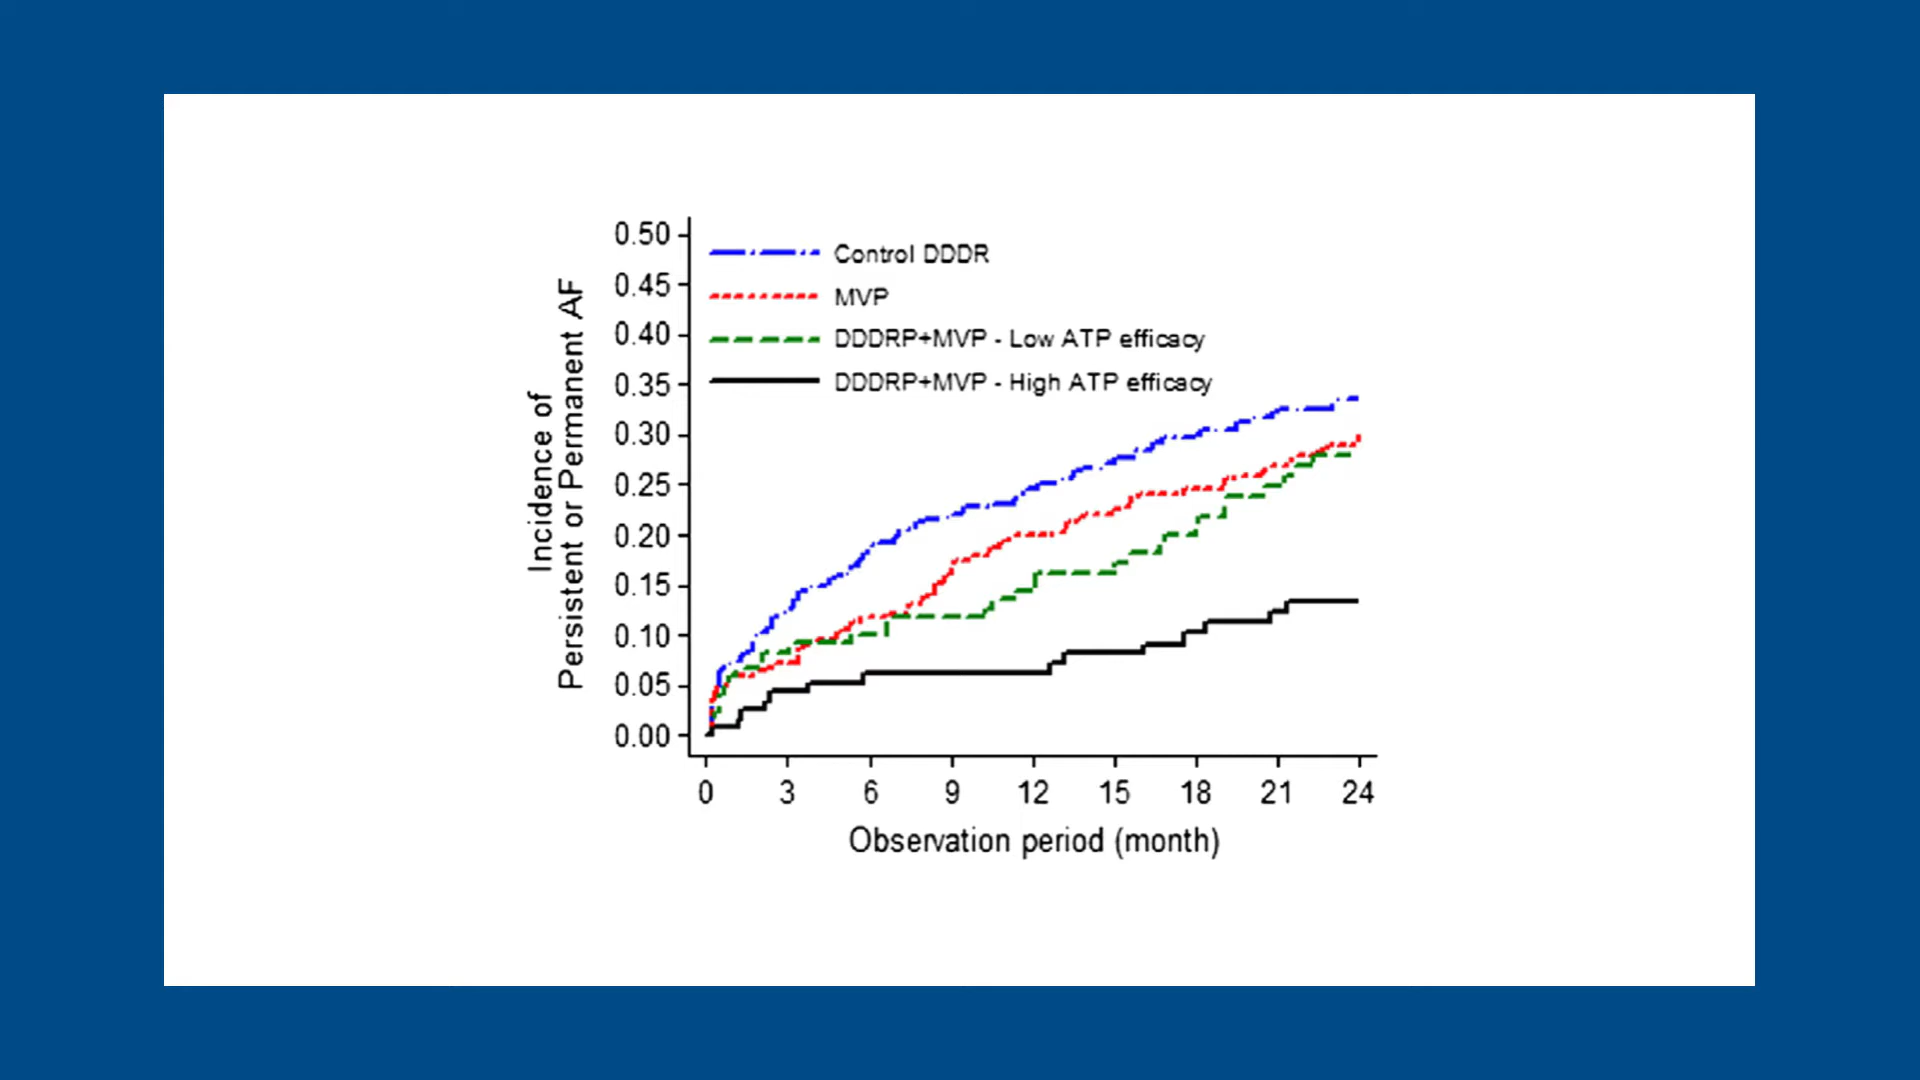 0.50
0.45
0.40
0.35
0.30
0.25
0.20
0.15
0.10
0.05
0.00
Incidence of
Persistent or Permanent AF
Control DDDR
MVP
DDDRP+MVP - Low ATP efficacy
DDDRP+MVP - High ATP efficacy
0 3 6 9 12 15 18 21 24
Observation period (month)